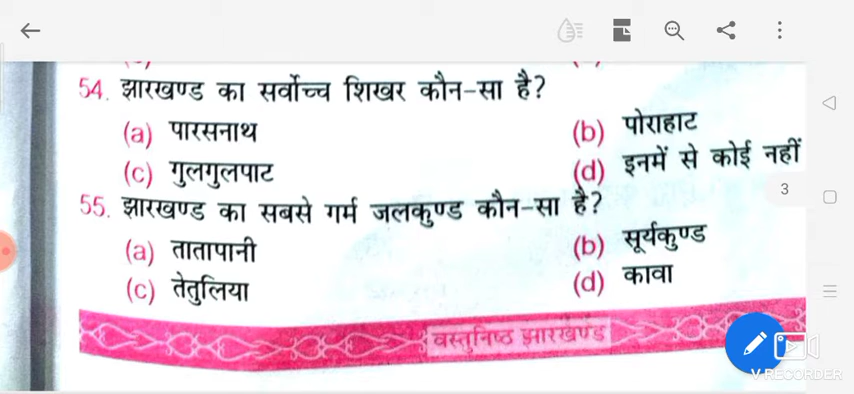 54. झारखण्ड का सर्वोच्च शिखर कौन-सा है?
(a) पारसनाथ (b) पोराहाट
(c) गुलगुलपाट (d) इनमें से कोई नहीं
3
55. झारखण्ड का सबसे गर्म जलकुण्ड कौन-सा है?
(a) तातापानी (b) सूर्यकुण्ड
(c) तेतुलिया (d) कावा
वस्तुनिष्ठ झारखण्ड
V RECORDER